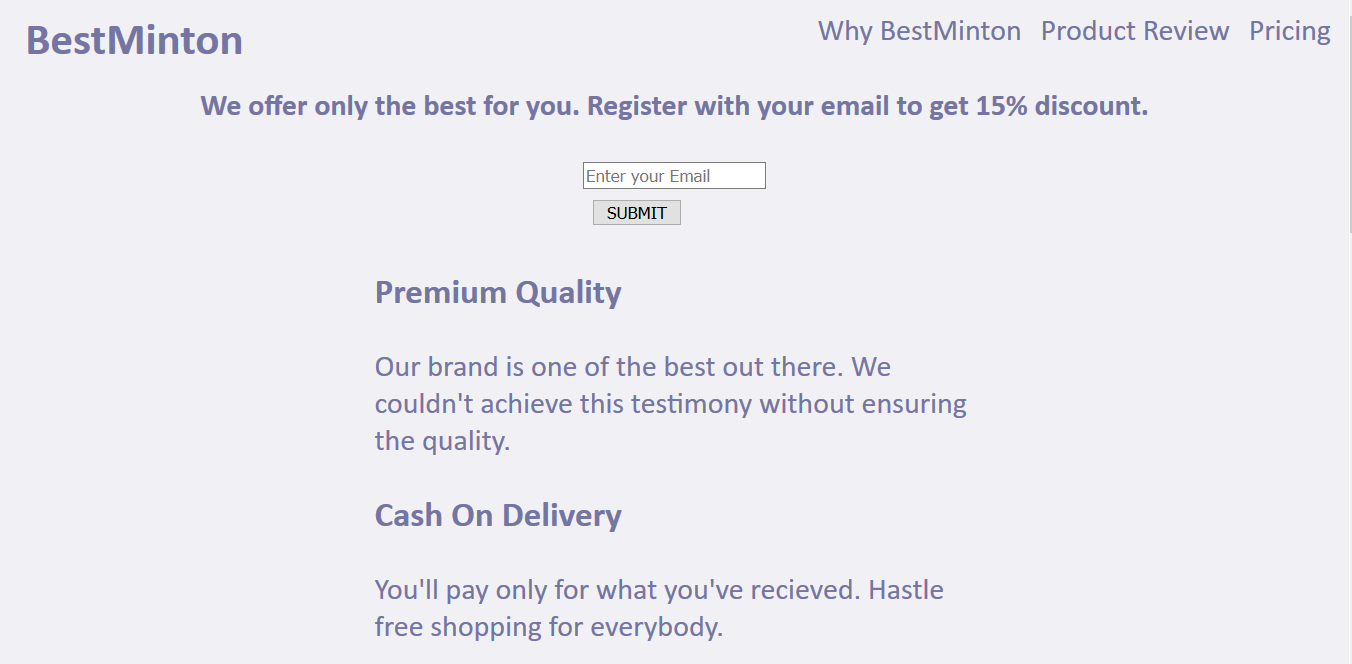 BestMinton
Why BestMinton Product Review Pricing
We offer only the best for you. Register with your email to get 15% discount.
Enter your Email
SUBMIT
Premium Quality
Our brand is one of the best out there. We
couldn't achieve this testimony without ensuring
the quality.
Cash On Delivery
You'll pay only for what you've recieved. Hastle
free shopping for everybody.